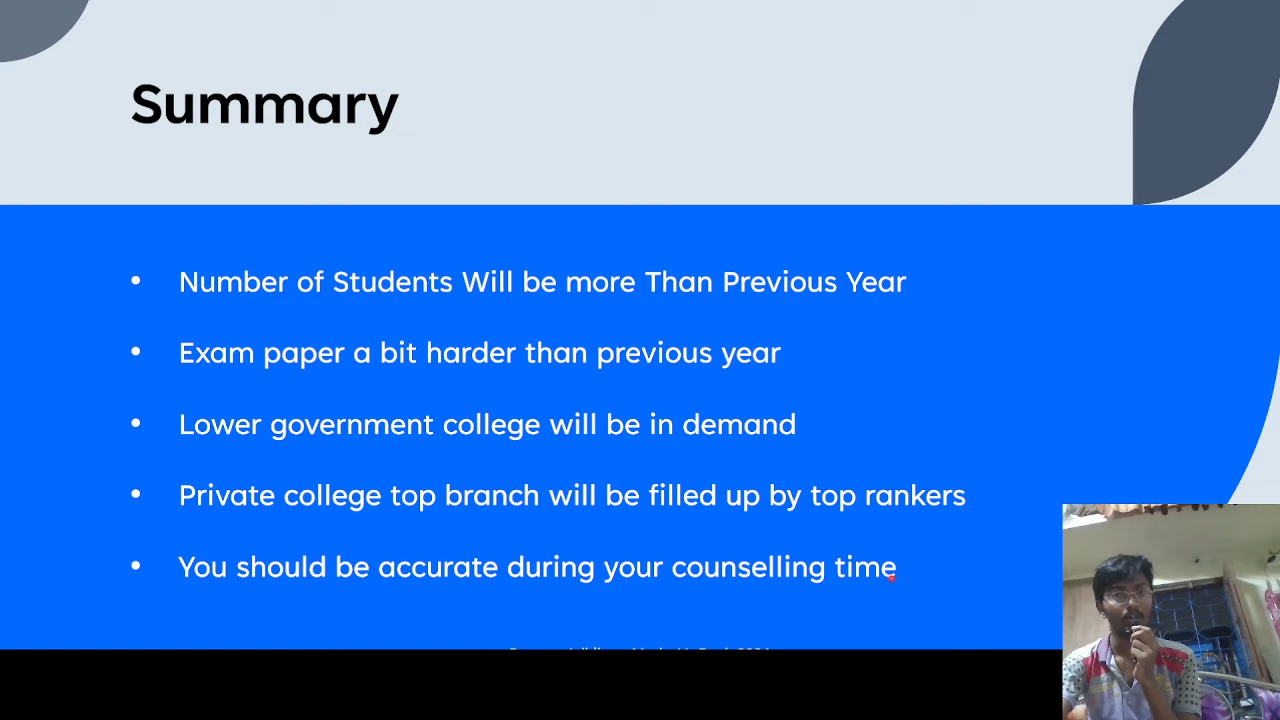 Summary
• Number of Students Will be more Than Previous Year
• Exam paper a bit harder than previous year
• Lower government college will be in demand
• Private college top branch will be filled up by top rankers
• You should be accurate during your counselling time